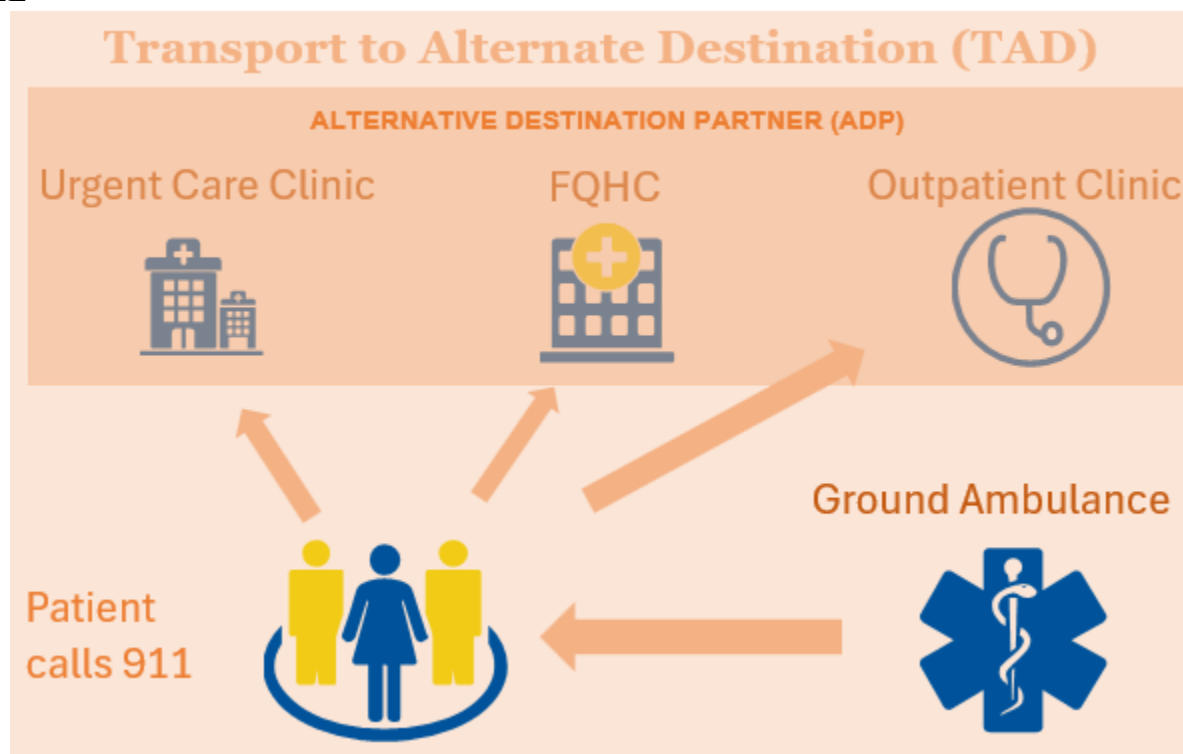 Transport to Alternate Destination (TAD)
ALTERNATIVE DESTINATION PARTNER (ADP)
Urgent Care Clinic
FQHC
Outpatient Clinic
Ground Ambulance
Patient
calls 911